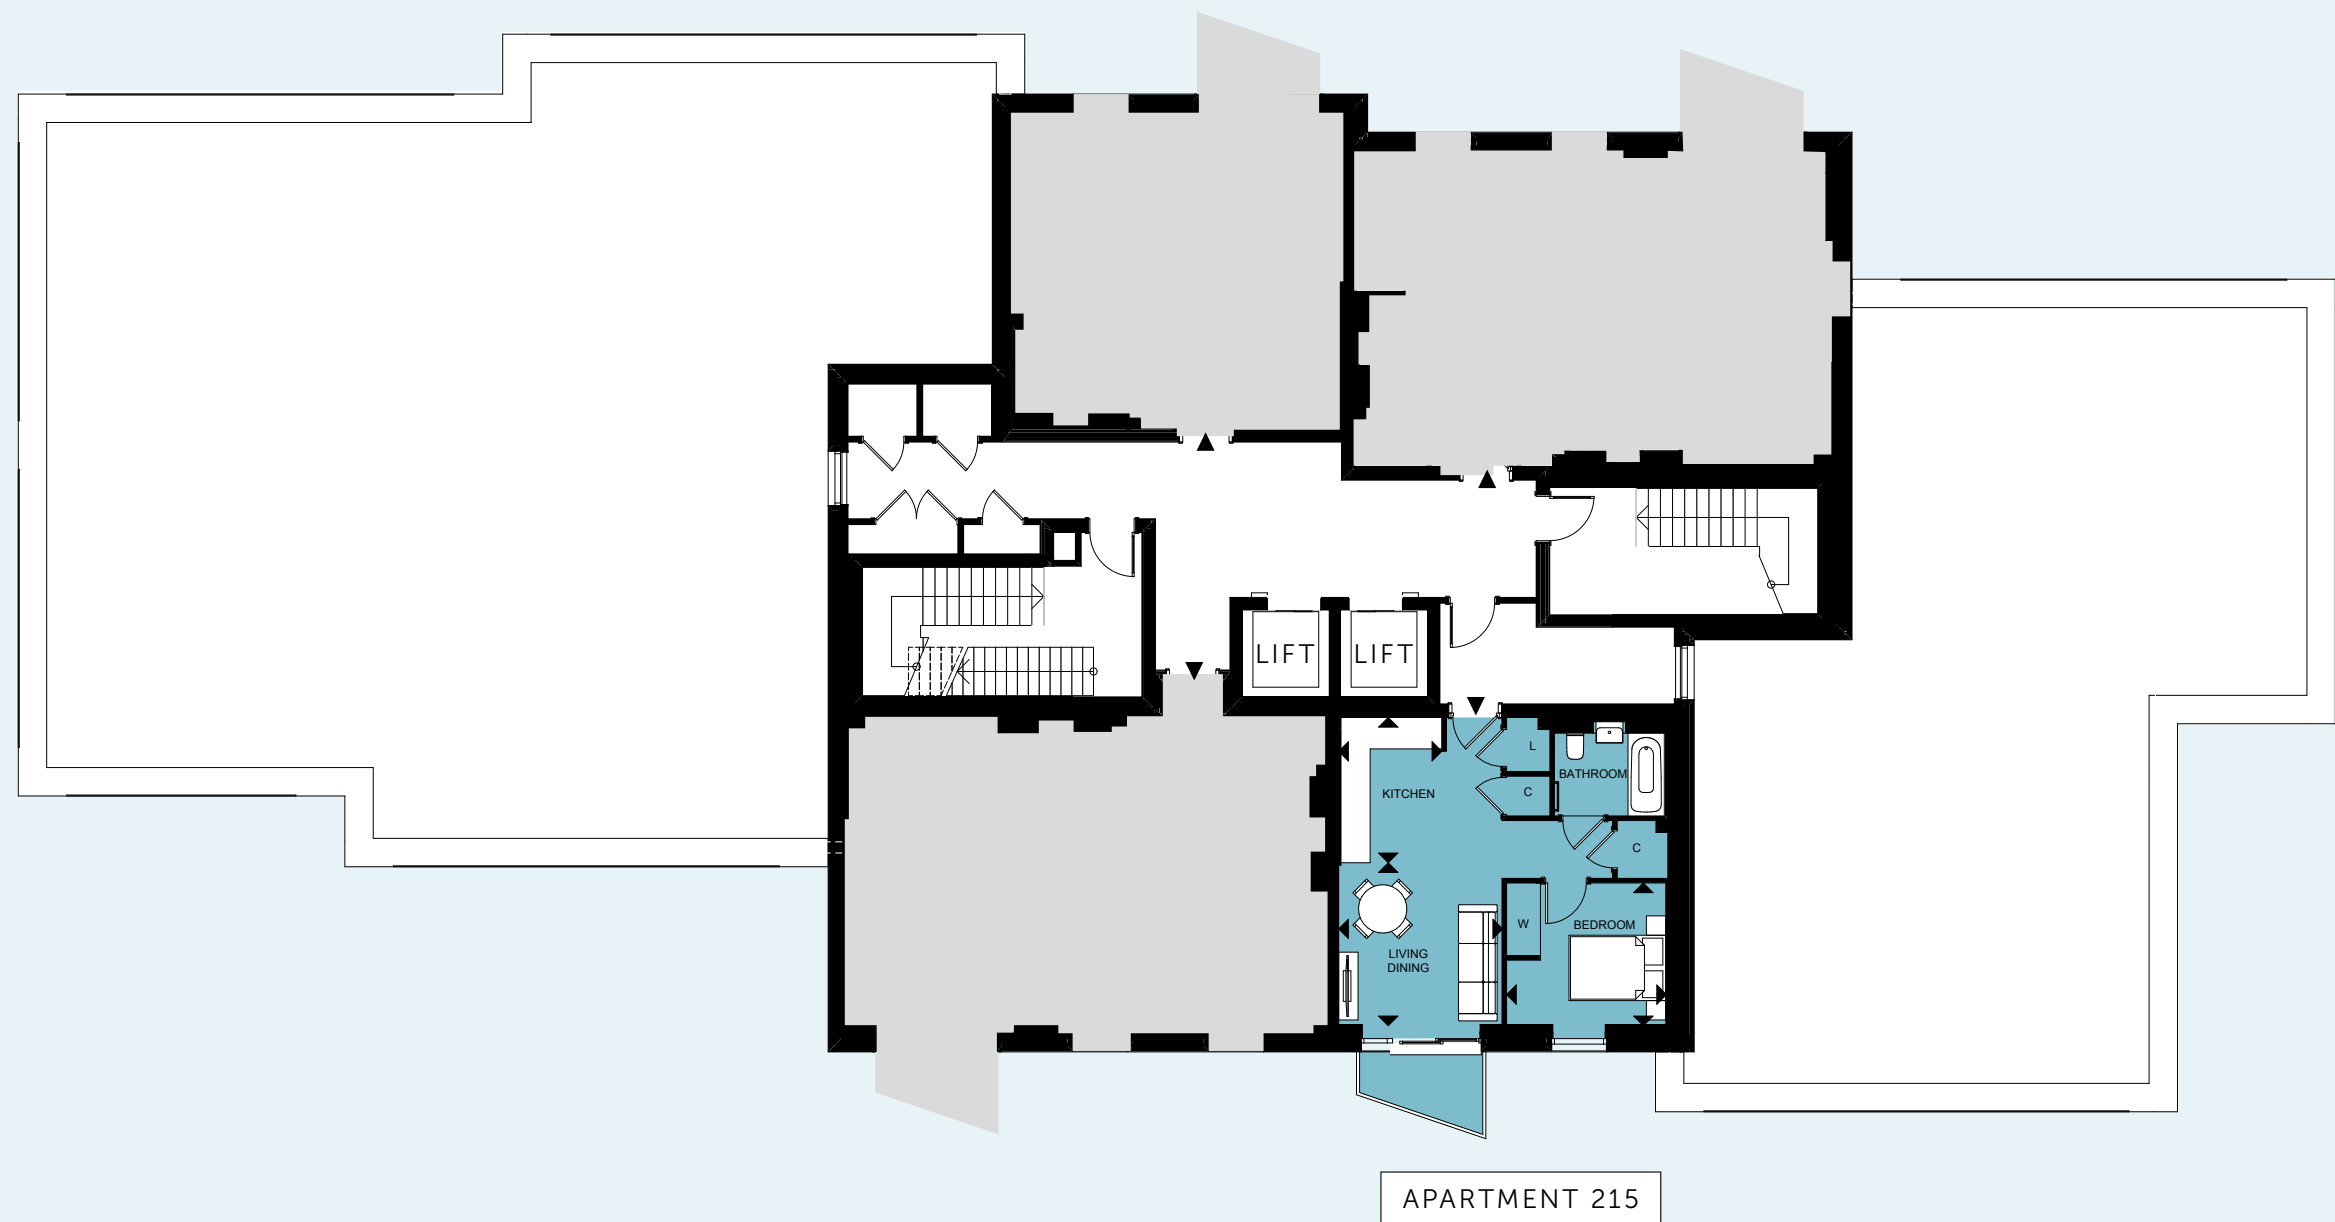 LIFT
LIFT
L
BATHROOM
C
KITCHEN
C
W
BEDROOM
LIVING
DINING
APARTMENT 215